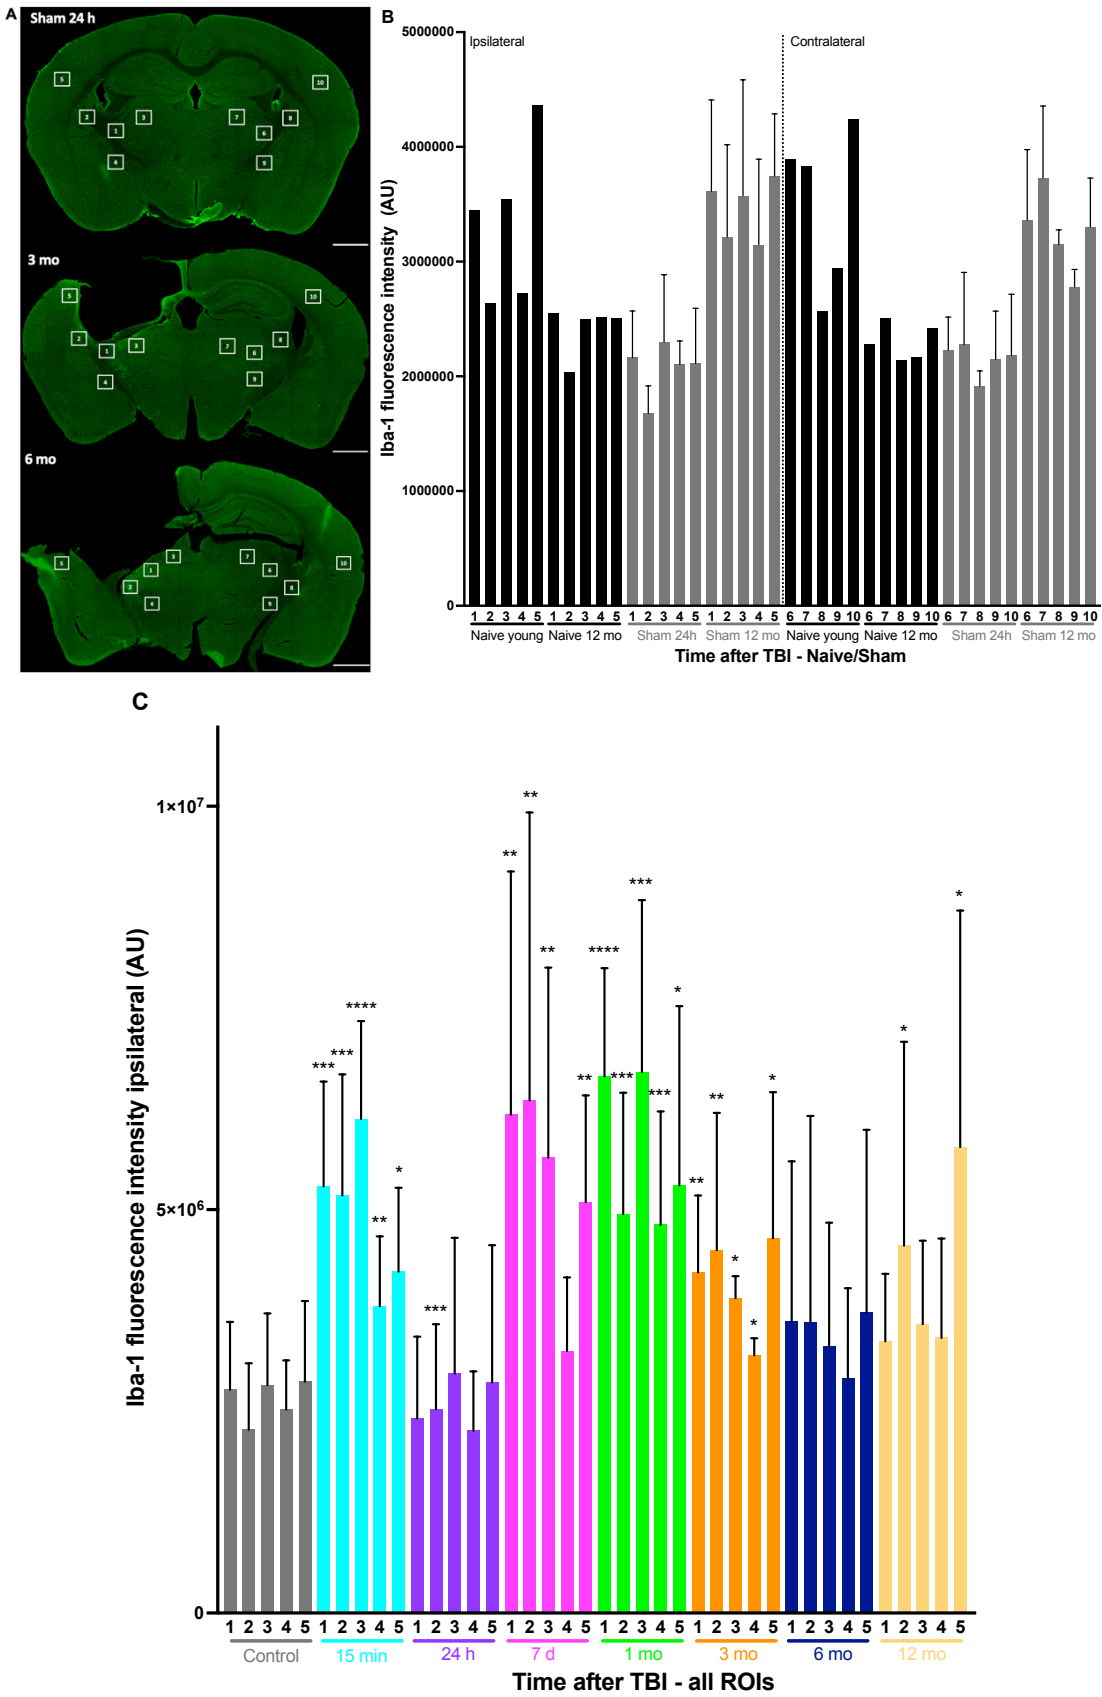 A
Sham 24 h
5
10
2
3
7
8
1
6
4
9
3 mo
5
10
2
1
3
7
6
8
4
9
6 mo
5
3
7
10
1
6
2
8
4
9
B
Ipsilateral
Contralateral
5000000
4000000
3000000
2000000
1000000
0
Iba-1 fluorescence intensity (AU)
1 2 3 4 5 1 2 3 4 5 1 2 3 4 5 1 2 3 4 5 6 7 8 9 10 6 7 8 9 10 6 7 8 9 10 6 7 8 9 10
Naive young Naive 12 mo Sham 24h Sham 12 mo Naive young Naive 12 mo Sham 24h Sham 12 mo
Time after TBI - Naive/Sham
C
1×10⁷
5×10⁶
0
Iba-1 fluorescence intensity ipsilateral (AU)
*** *** **** ** *
***
** ** ** **
**** *** *** *** *
** ** * * *
* *
1 2 3 4 5 1 2 3 4 5 1 2 3 4 5 1 2 3 4 5 1 2 3 4 5 1 2 3 4 5 1 2 3 4 5 1 2 3 4 5
Control 15 min 24 h 7 d 1 mo 3 mo 6 mo 12 mo
Time after TBI - all ROIs